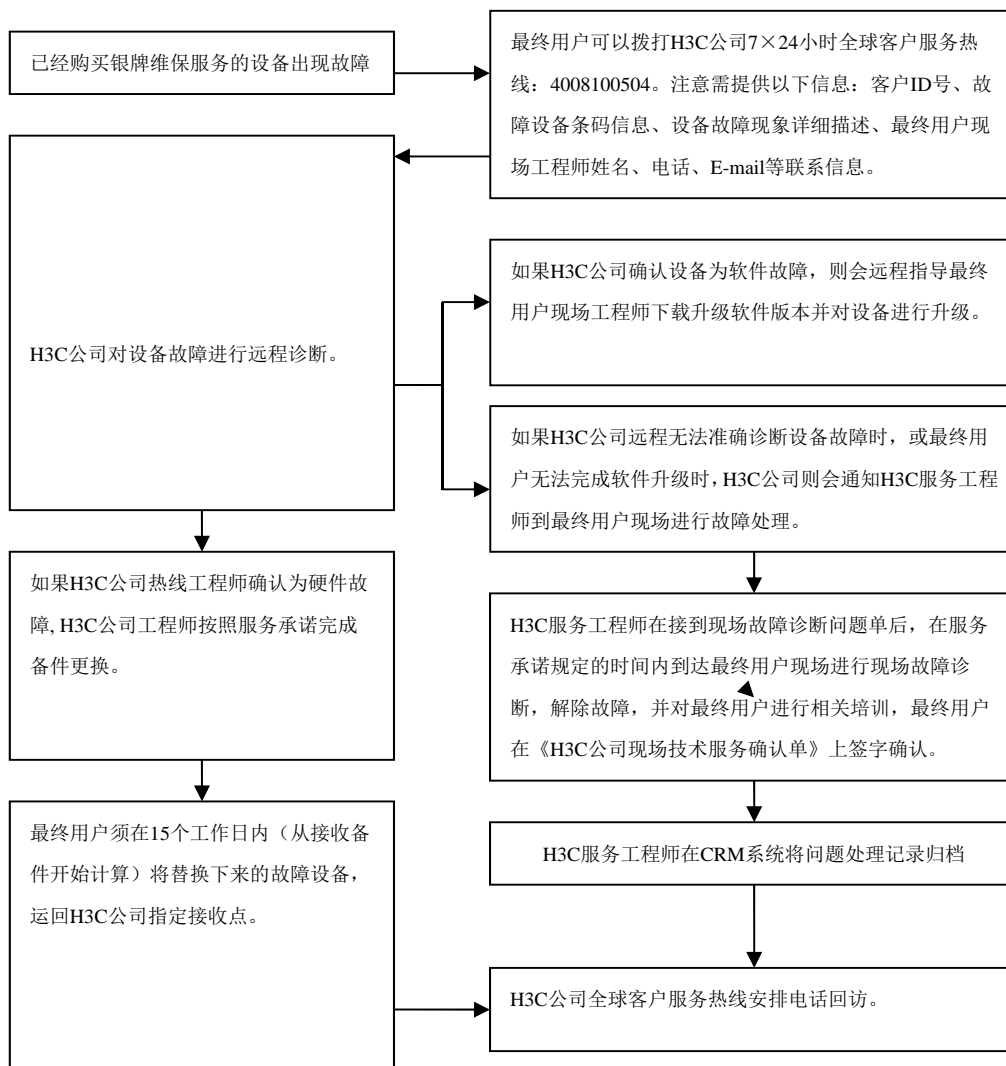 已经购买银牌维保服务的设备出现故障
最终用户可以拨打H3C公司7×24小时全球客户服务热
线：4008100504。注意需提供以下信息：客户ID号、故
障设备条码信息、设备故障现象详细描述、最终用户现
场工程师姓名、电话、E-mail等联系信息。
H3C公司对设备故障进行远程诊断。
如果H3C公司确认设备为软件故障，则会远程指导最终
用户现场工程师下载升级软件版本并对设备进行升级。
如果H3C公司远程无法准确诊断设备故障时，或最终用
户无法完成软件升级时，H3C公司则会通知H3C服务工程
师到最终用户现场进行故障处理。
如果H3C公司热线工程师确认为硬件故
障, H3C公司工程师按照服务承诺完成
备件更换。
H3C服务工程师在接到现场故障诊断问题单后，在服务
承诺规定的时间内到达最终用户现场进行现场故障诊
断，解除故障，并对最终用户进行相关培训，最终用户
在《H3C公司现场技术服务确认单》上签字确认。
最终用户须在15个工作日内（从接收备
件开始计算）将替换下来的故障设备，
运回H3C公司指定接收点。
H3C服务工程师在CRM系统将问题处理记录归档
H3C公司全球客户服务热线安排电话回访。